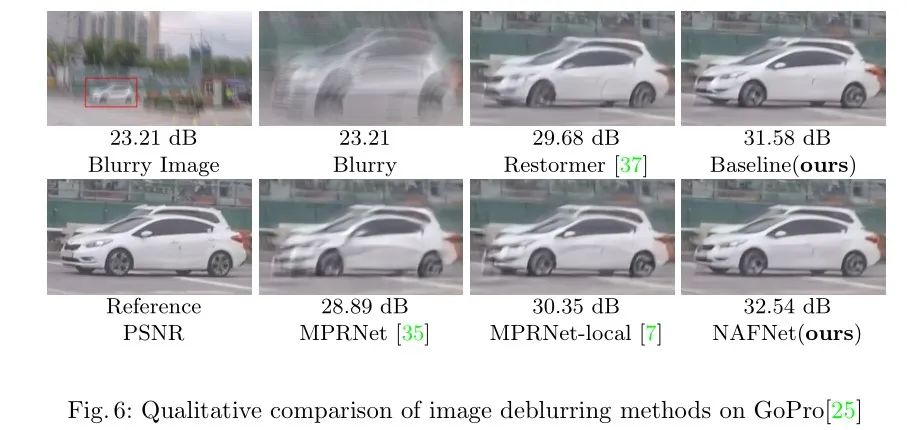 23.21 dB 23.21 29.68 dB 31.58 dB
Blurry Image Blurry Restormer [37] Baseline(ours)
Reference 28.89 dB 30.35 dB 32.54 dB
PSNR MPRNet [35] MPRNet-local [7] NAFNet(ours)
Fig. 6: Qualitative comparison of image deblurring methods on GoPro[25]